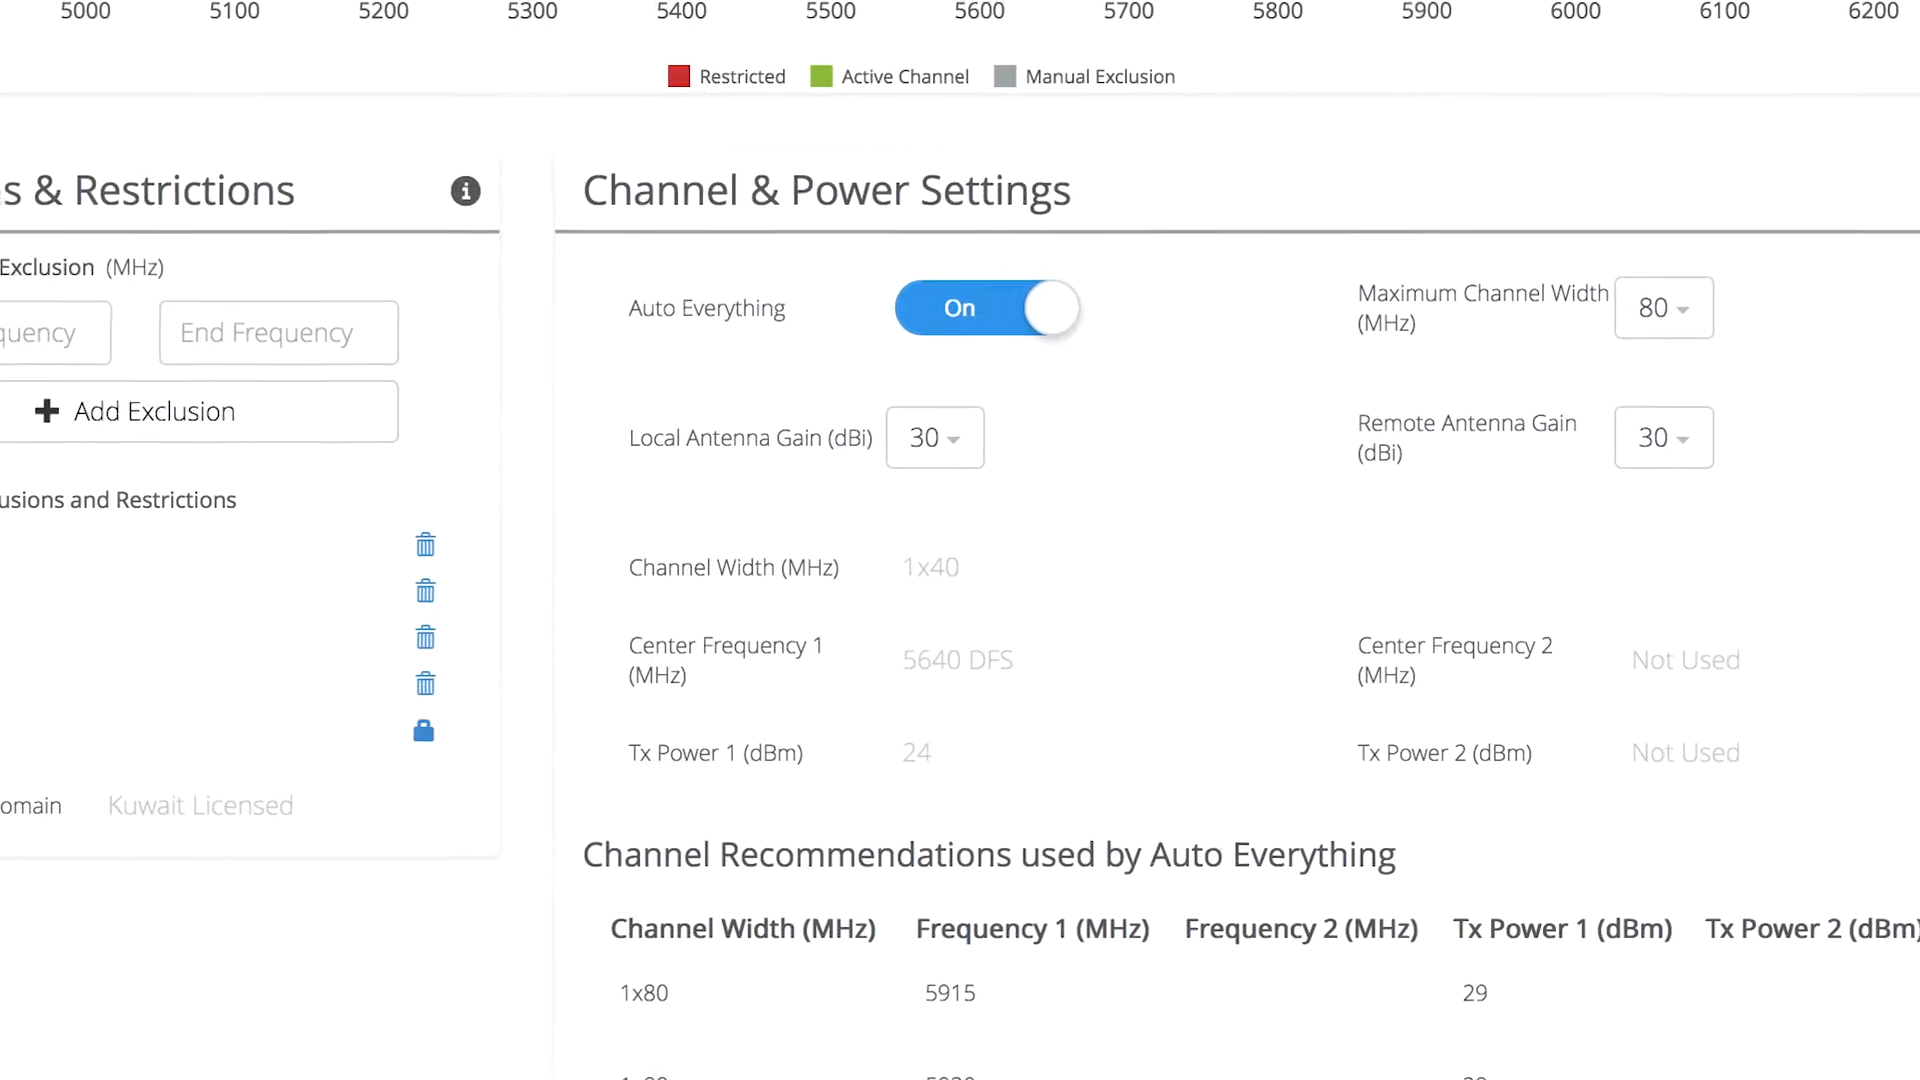 5000 5100 5200 5300 5400 5500 5600 5700 5800 5900 6000 6100 6200
Restricted Active Channel Manual Exclusion
s & Restrictions
Exclusion (MHz)
quency End Frequency
Add Exclusion
usions and Restrictions
omain Kuwait Licensed
Channel & Power Settings
Auto Everything On
Maximum Channel Width
(MHz)
80
Local Antenna Gain (dBi) 30
Remote Antenna Gain
(dBi)
30
Channel Width (MHz) 1x40
Center Frequency 1
(MHz)
5640 DFS
Center Frequency 2
(MHz)
Not Used
Tx Power 1 (dBm) 24
Tx Power 2 (dBm) Not Used
Channel Recommendations used by Auto Everything
Channel Width (MHz) Frequency 1 (MHz) Frequency 2 (MHz) Tx Power 1 (dBm) Tx Power 2 (dBm)
1x80 5915 29